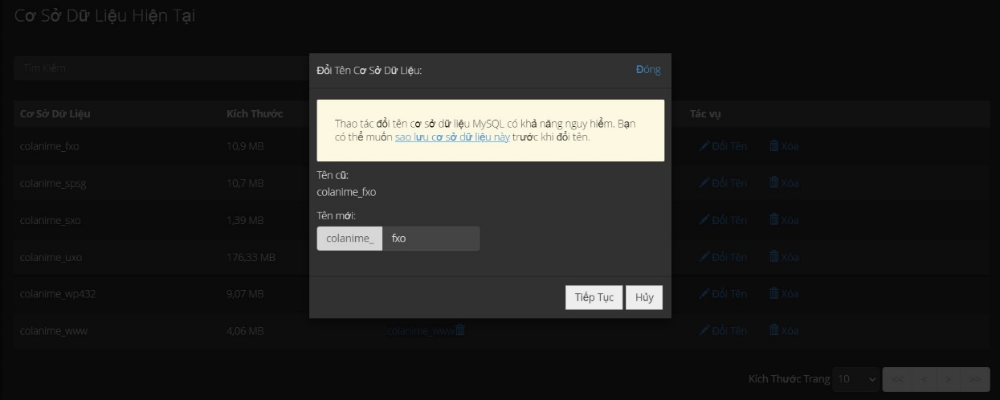 Cơ Sở Dữ Liệu Hiện Tại
Tìm Kiếm
Đổi Tên Cơ Sở Dữ Liệu: Đóng
Thao tác đổi tên cơ sở dữ liệu MySQL có khả năng nguy hiểm. Bạn
có thể muốn sao lưu cơ sở dữ liệu này trước khi đổi tên.
Tên cũ:
colanime_fxo
Tên mới:
colanime_ fxo
Tiếp Tục Hủy
Cơ Sở Dữ Liệu Kích Thước Tác vụ
colanime_fxo 10,9 MB Đổi Tên Xóa
colanime_spsg 10,7 MB Đổi Tên Xóa
colanime_sxo 1,39 MB Đổi Tên Xóa
colanime_uxo 176,33 MB Đổi Tên Xóa
colanime_wp432 9,07 MB Đổi Tên Xóa
colanime_www 4,06 MB colanime_www Đổi Tên Xóa
Kích Thước Trang 10 << < > >>